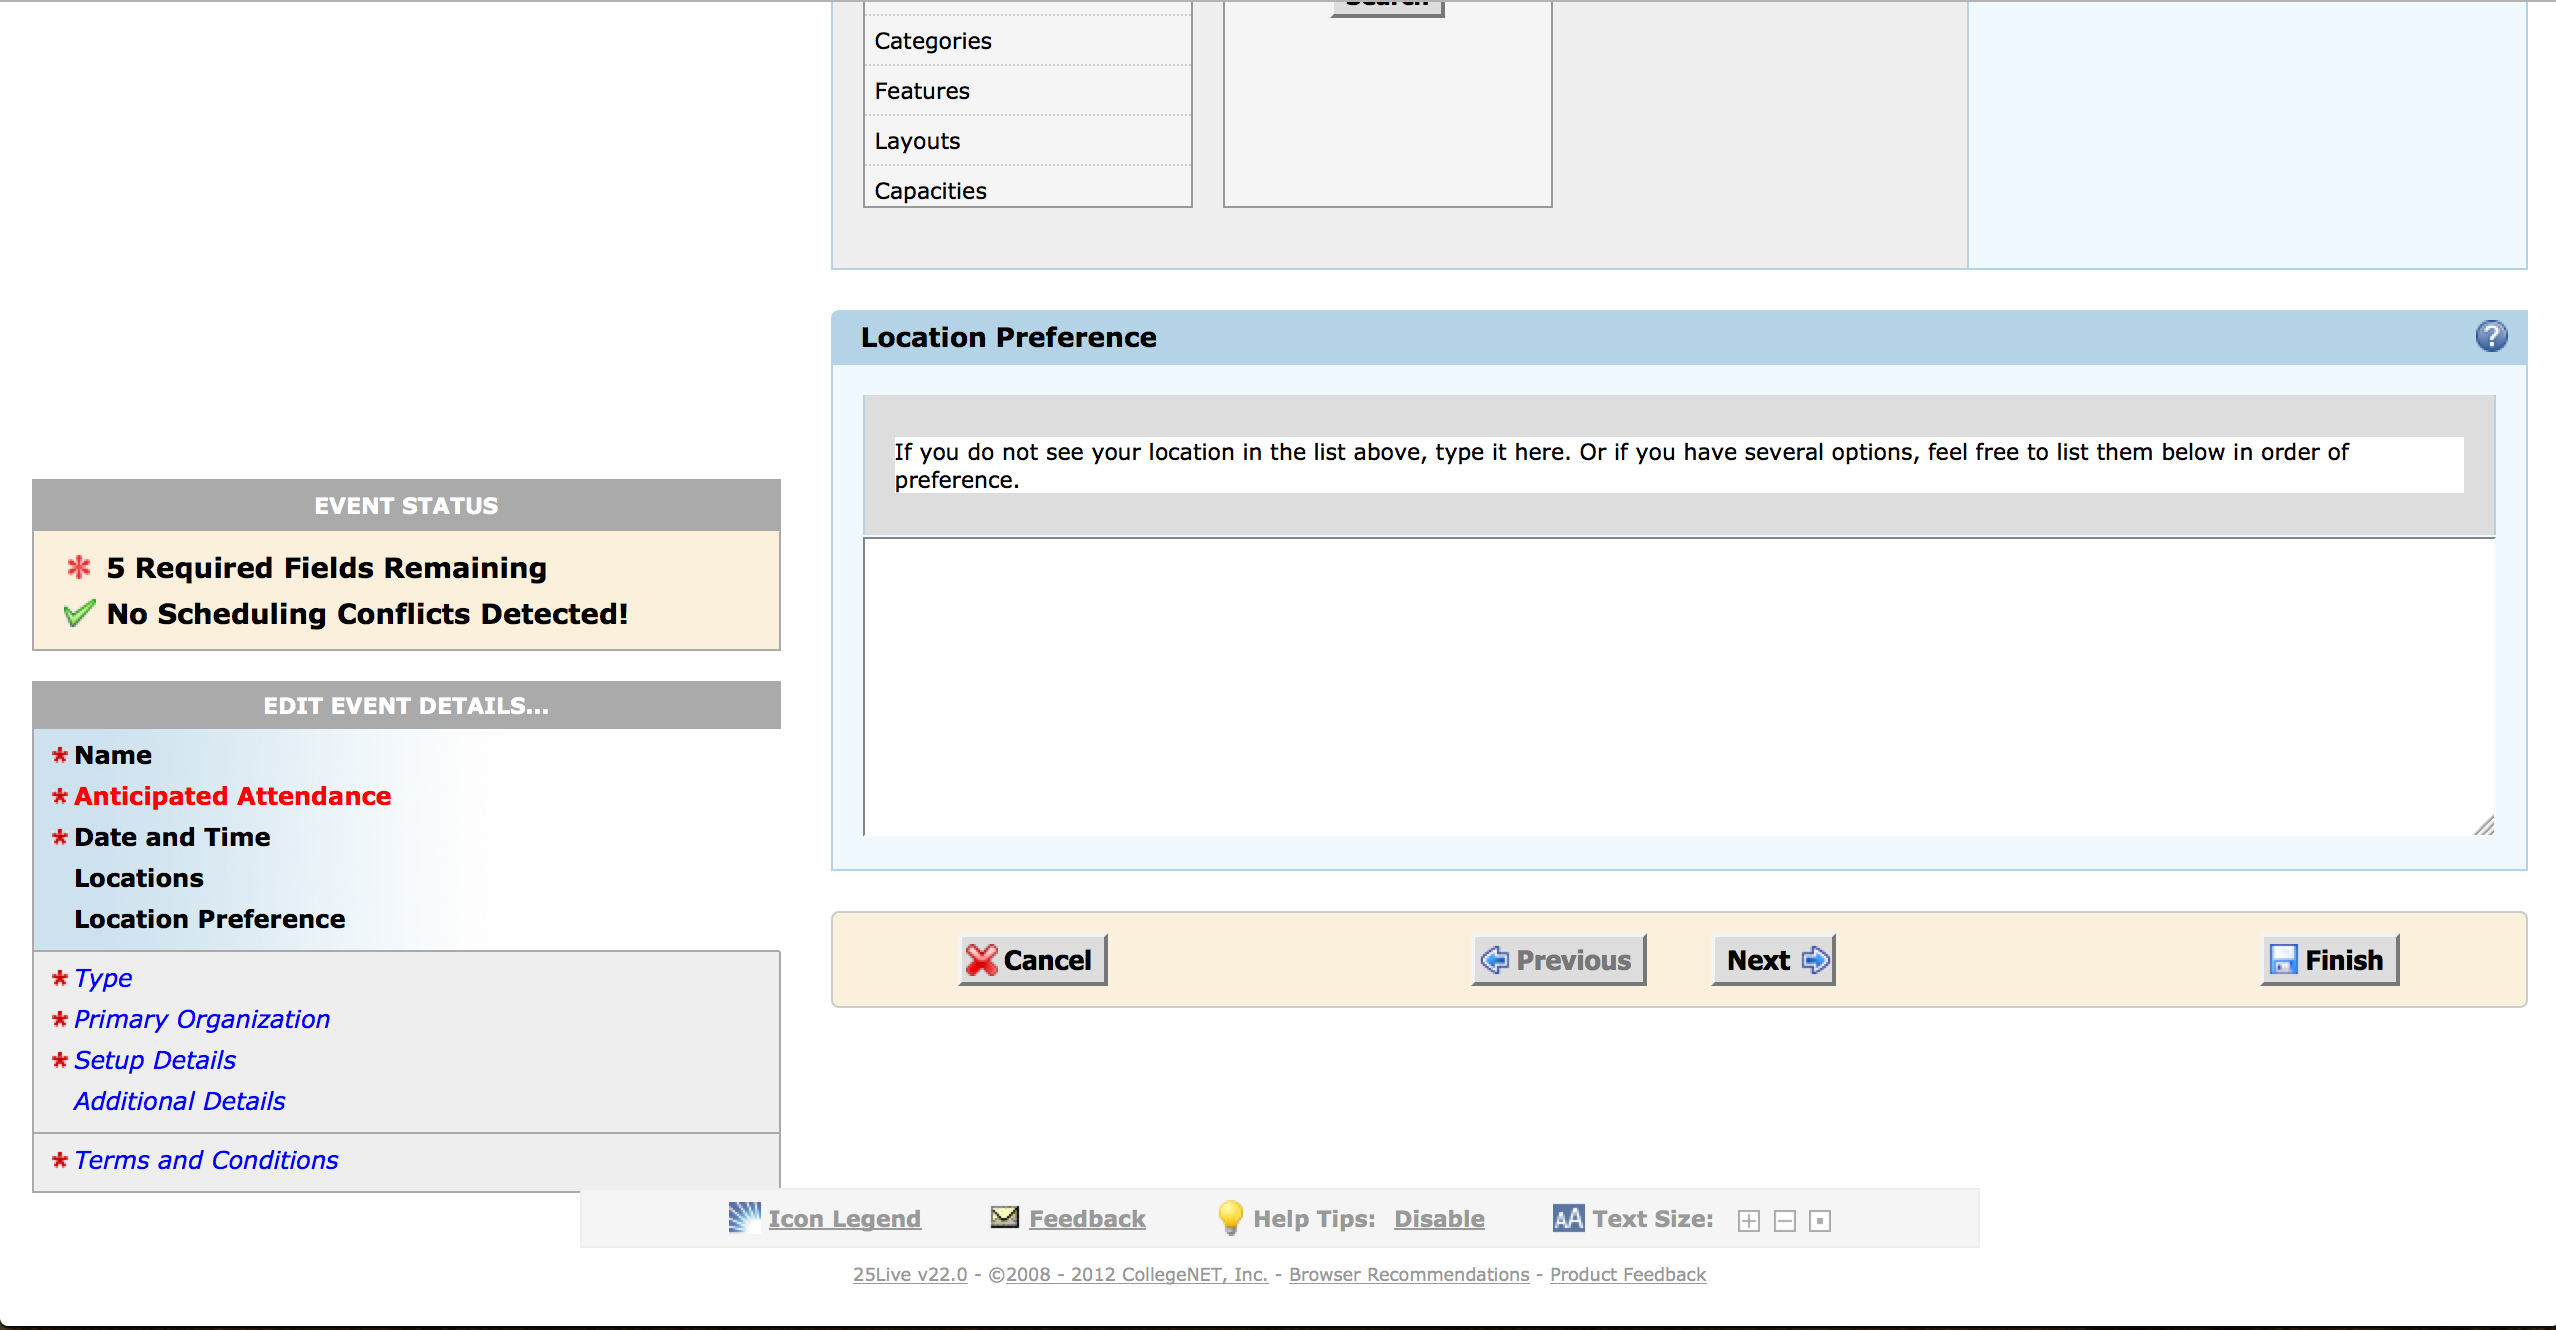 Search
Categories
Features
Layouts
Capacities
Location Preference
?
If you do not see your location in the list above, type it here. Or if you have several options, feel free to list them below in order of
preference.
EVENT STATUS
* 5 Required Fields Remaining
No Scheduling Conflicts Detected!
EDIT EVENT DETAILS...
* Name
* Anticipated Attendance
* Date and Time
Locations
Location Preference
* Type
* Primary Organization
* Setup Details
Additional Details
* Terms and Conditions
Cancel
Previous
Next
Finish
Icon Legend
Feedback
Help Tips: Disable
AA Text Size:
25Live v22.0 - ©2008 - 2012 CollegeNET, Inc. - Browser Recommendations - Product Feedback